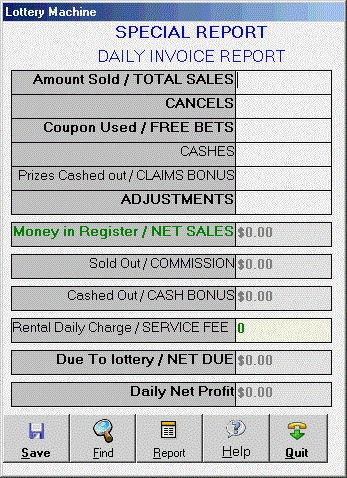 Lottery Machine
SPECIAL REPORT
DAILY INVOICE REPORT
Amount Sold / TOTAL SALES
CANCELS
Coupon Used / FREE BETS
CASHES
Prizes Cashed out / CLAIMS BONUS
ADJUSTMENTS
Money in Register / NET SALES $0.00
Sold Out / COMMISSION $0.00
Cashed Out / CASH BONUS $0.00
Rental Daily Charge / SERVICE FEE 0
Due To lottery / NET DUE $0.00
Daily Net Profit $0.00
Save Find Report Help Quit